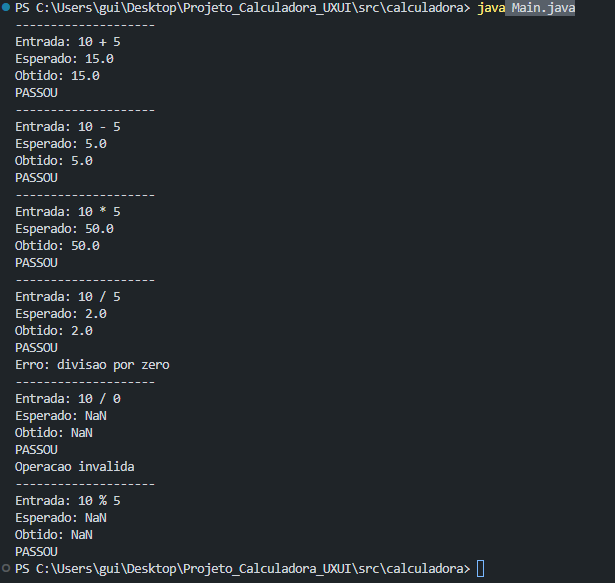 PS C:\Users\gui\Desktop\Projeto_Calculadora_UXUI\src\calculadora> java Main.java
--------------------
Entrada: 10 + 5
Esperado: 15.0
Obtido: 15.0
PASSOU
--------------------
Entrada: 10 - 5
Esperado: 5.0
Obtido: 5.0
PASSOU
--------------------
Entrada: 10 * 5
Esperado: 50.0
Obtido: 50.0
PASSOU
--------------------
Entrada: 10 / 5
Esperado: 2.0
Obtido: 2.0
PASSOU
Erro: divisao por zero
--------------------
Entrada: 10 / 0
Esperado: NaN
Obtido: NaN
PASSOU
Operacao invalida
--------------------
Entrada: 10 % 5
Esperado: NaN
Obtido: NaN
PASSOU
PS C:\Users\gui\Desktop\Projeto_Calculadora_UXUI\src\calculadora>